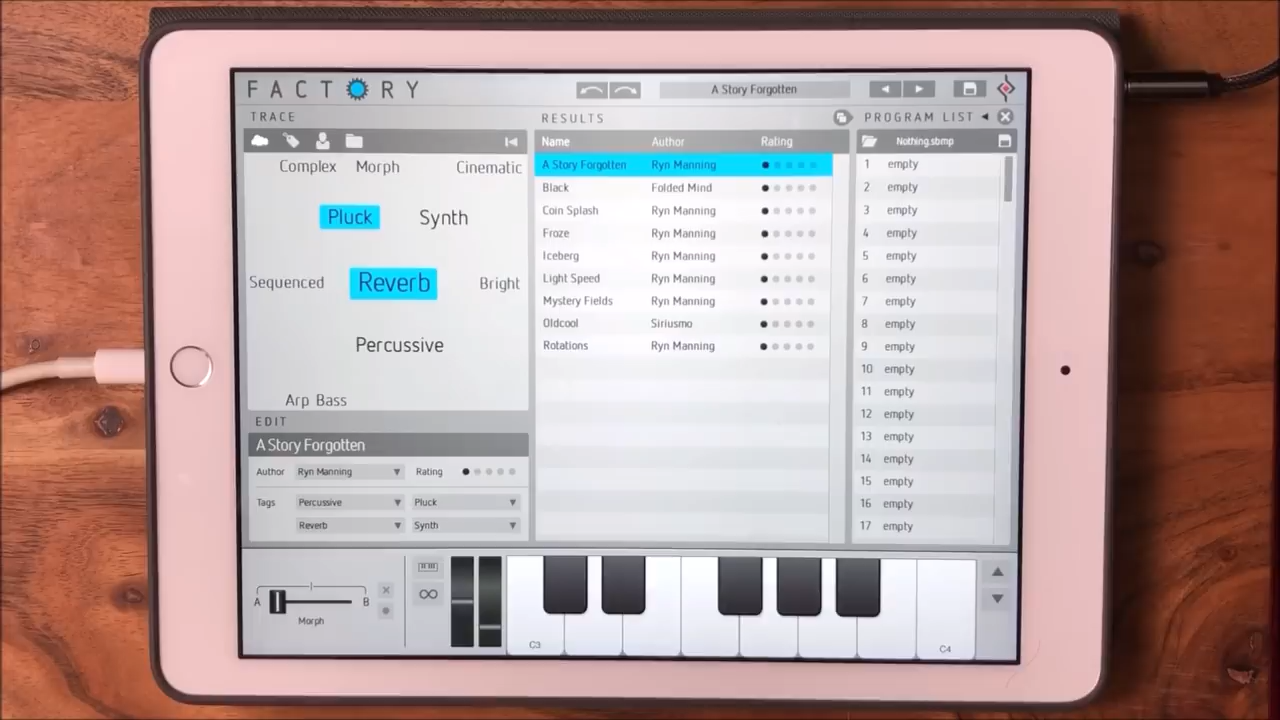 FACTORY
A Story Forgotten
TRACE
RESULTS
PROGRAM LIST
Name Author Rating
Nothing.sbmp
Complex Morph Cinematic
Pluck Synth
Sequenced Reverb Bright
Percussive
Arp Bass
A Story Forgotten Ryn Manning
Black Folded Mind
Coin Splash Ryn Manning
Froze Ryn Manning
Iceberg Ryn Manning
Light Speed Ryn Manning
Mystery Fields Ryn Manning
Oldcool Siriusmo
Rotations Ryn Manning
1 empty
2 empty
3 empty
4 empty
5 empty
6 empty
7 empty
8 empty
9 empty
10 empty
11 empty
12 empty
13 empty
14 empty
15 empty
16 empty
17 empty
EDIT
A Story Forgotten
Author Ryn Manning Rating
Tags Percussive Pluck
Reverb Synth
A B
Morph
C3 C4